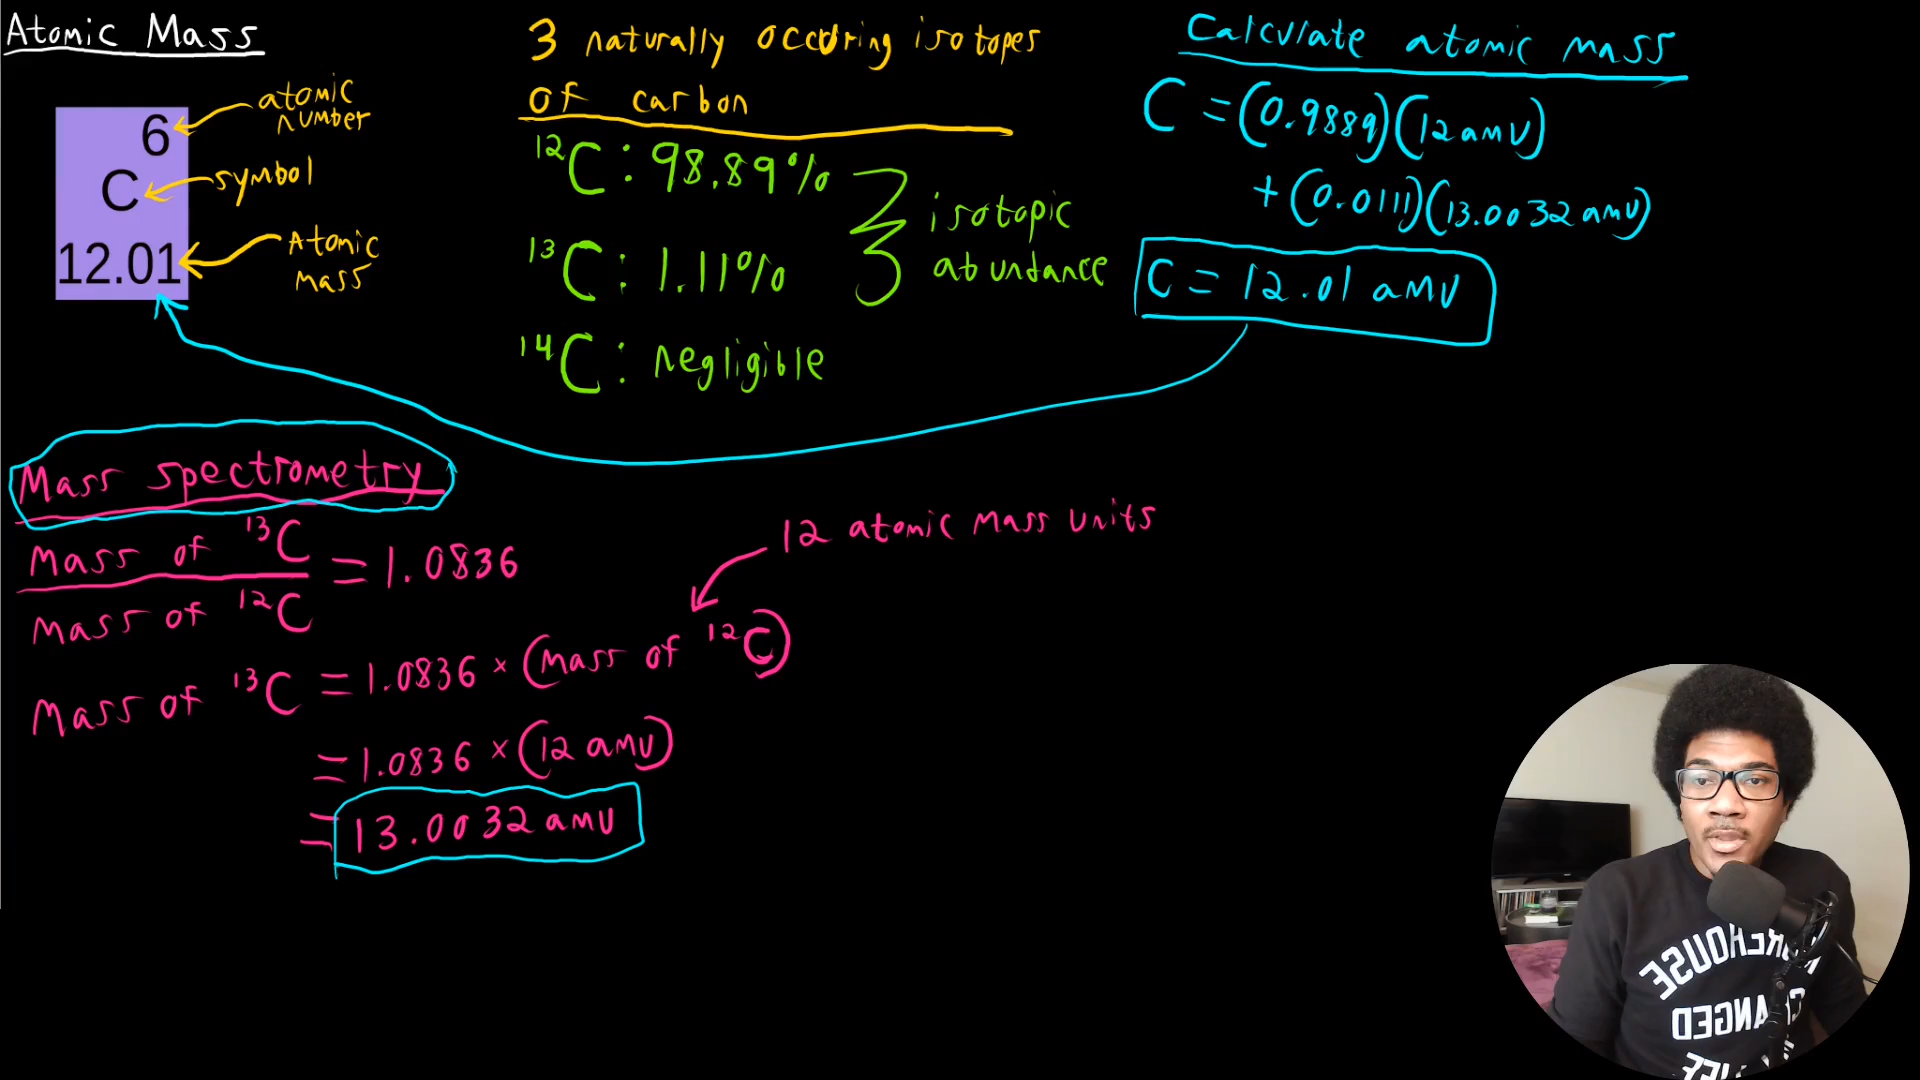 Atomic Mass
6
C
12.01
atomic
number
symbol
Atomic
mass
3 naturally occuring isotopes
of carbon
¹²C : 98.89%
¹³C : 1.11%
¹⁴C : negligible
isotopic
abundance
Calculate atomic mass
C = (0.9889)(12 amu)
+ (0.0111)(13.0032 amu)
C = 12.01 amu
Mass spectrometry
Mass of ¹³C
Mass of ¹²C
= 1.0836
12 atomic mass units
Mass of ¹³C = 1.0836 × (Mass of ¹²C)
= 1.0836 × (12 amu)
= 13.0032 amu